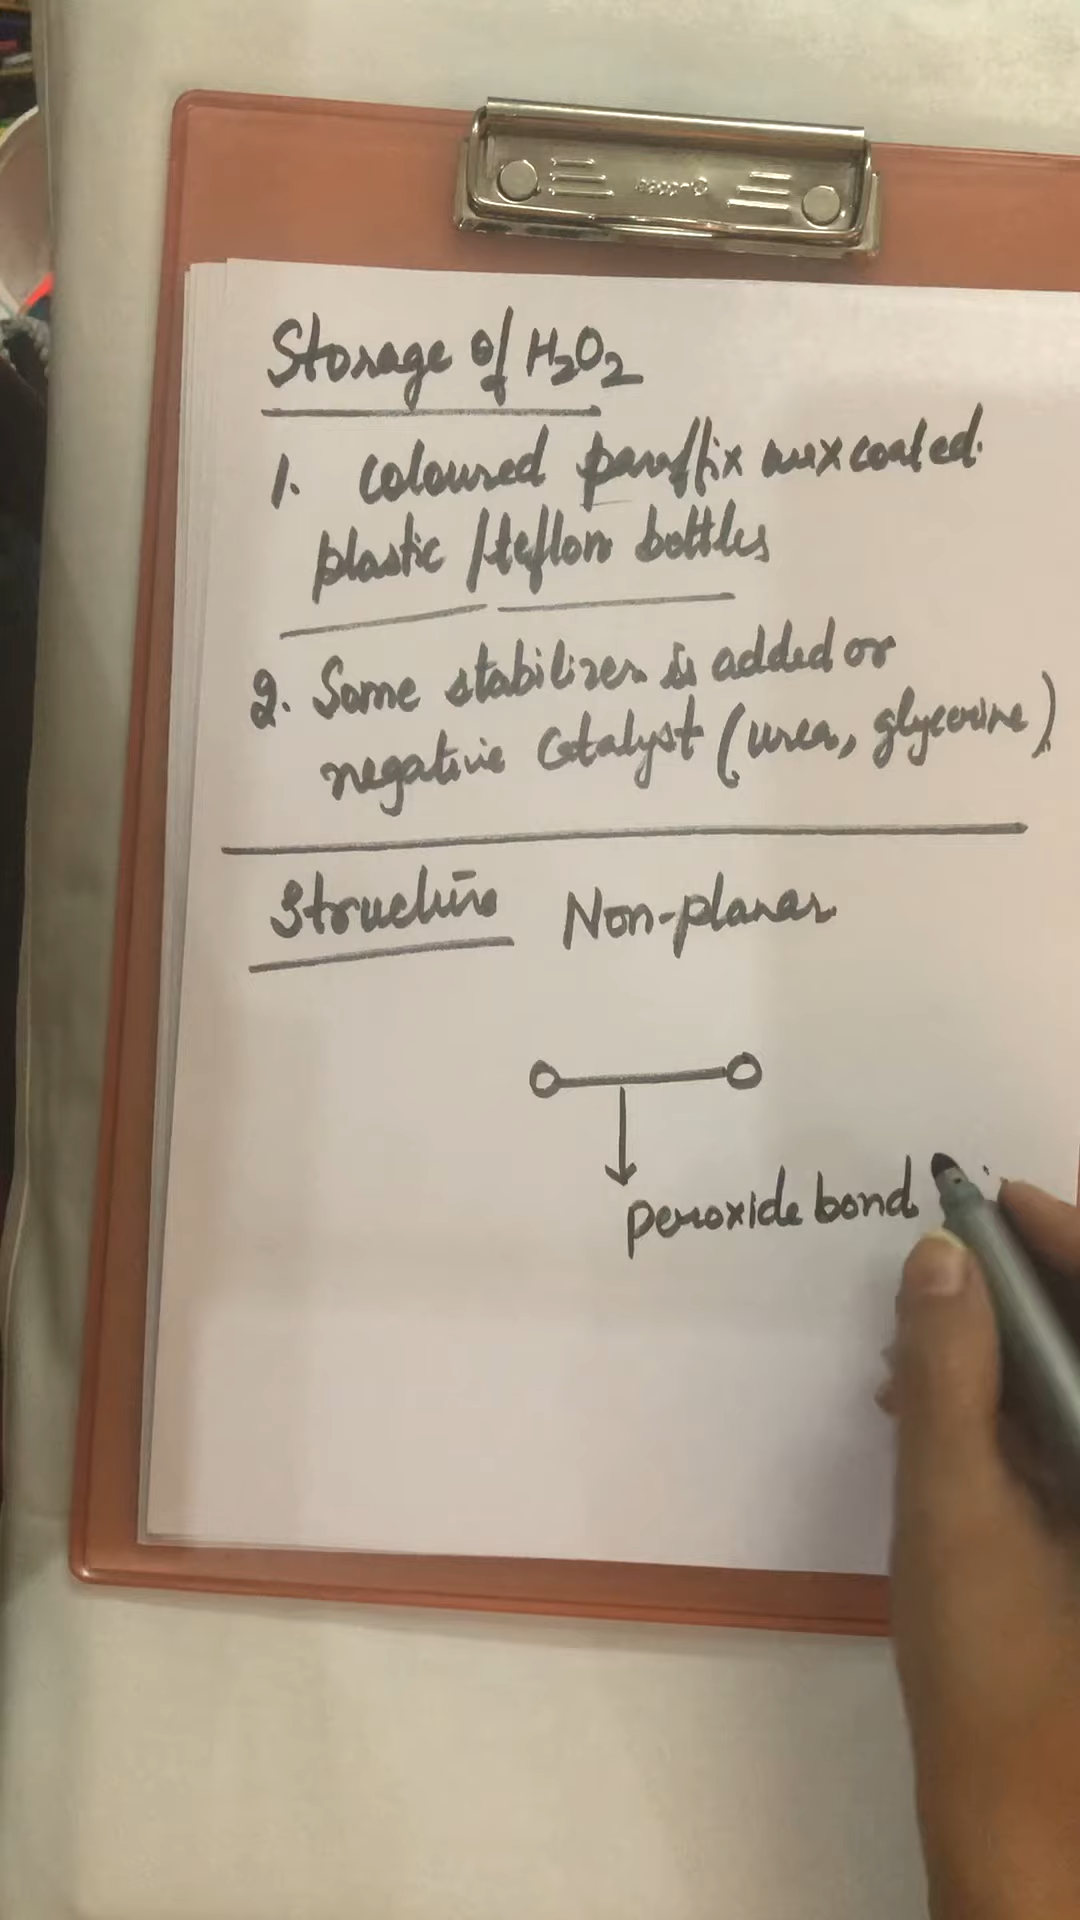 Storage of H₂O₂
1. coloured paraffix wax coated
plastic / teflon bottles
2. Some stabilizer is added or
negative catalyst (urea, glycerine)
Structure Non-planar
O—O
peroxide bond